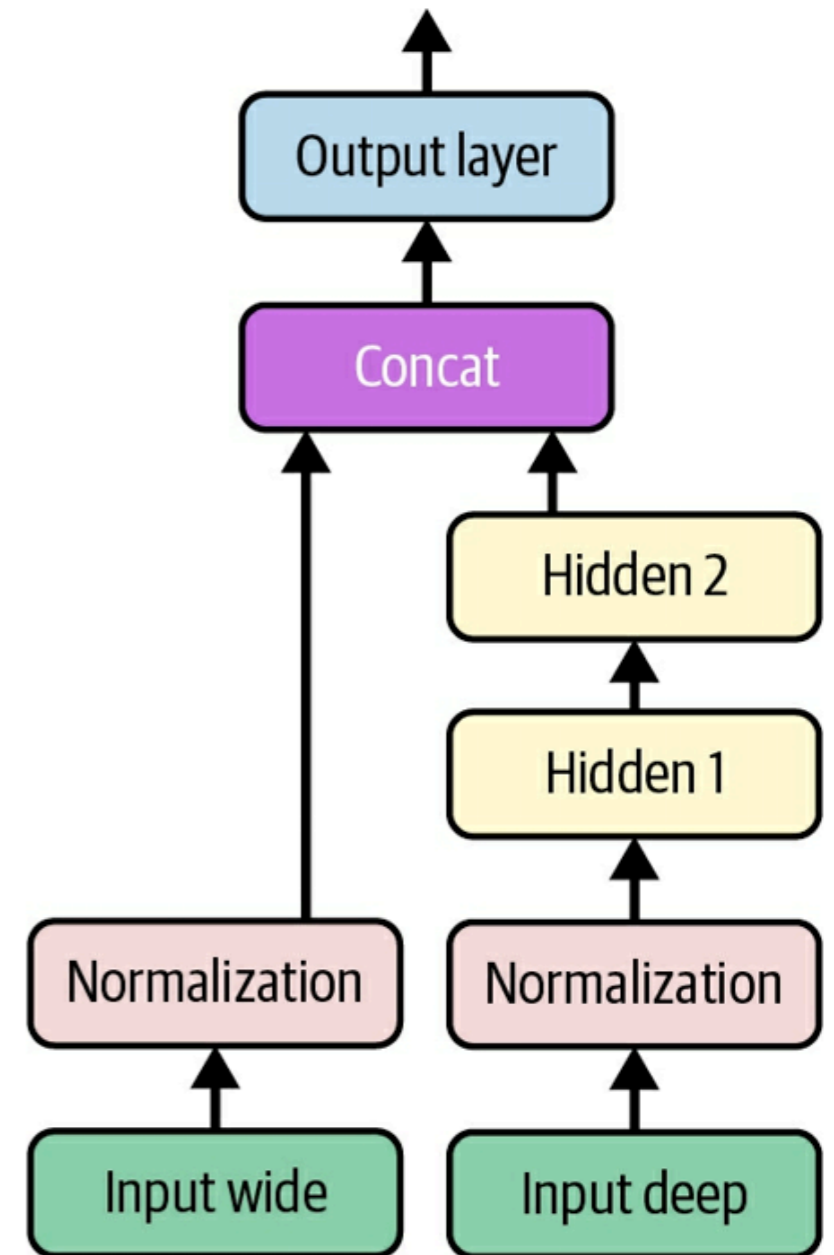 Output layer
Concat
Hidden 2
Hidden 1
Normalization
Normalization
Input wide
Input deep